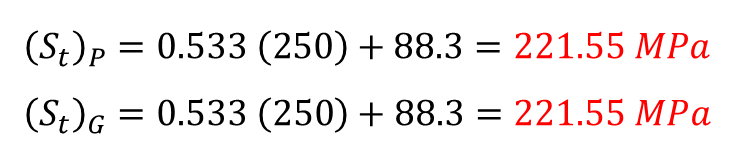 (S_t)_P = 0.533 (250) + 88.3 = 221.55 MPa
(S_t)_G = 0.533 (250) + 88.3 = 221.55 MPa